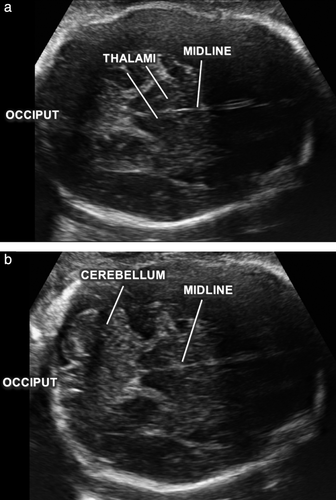 a
MIDLINE
THALAMI
OCCIPUT
b
CEREBELLUM
MIDLINE
OCCIPUT